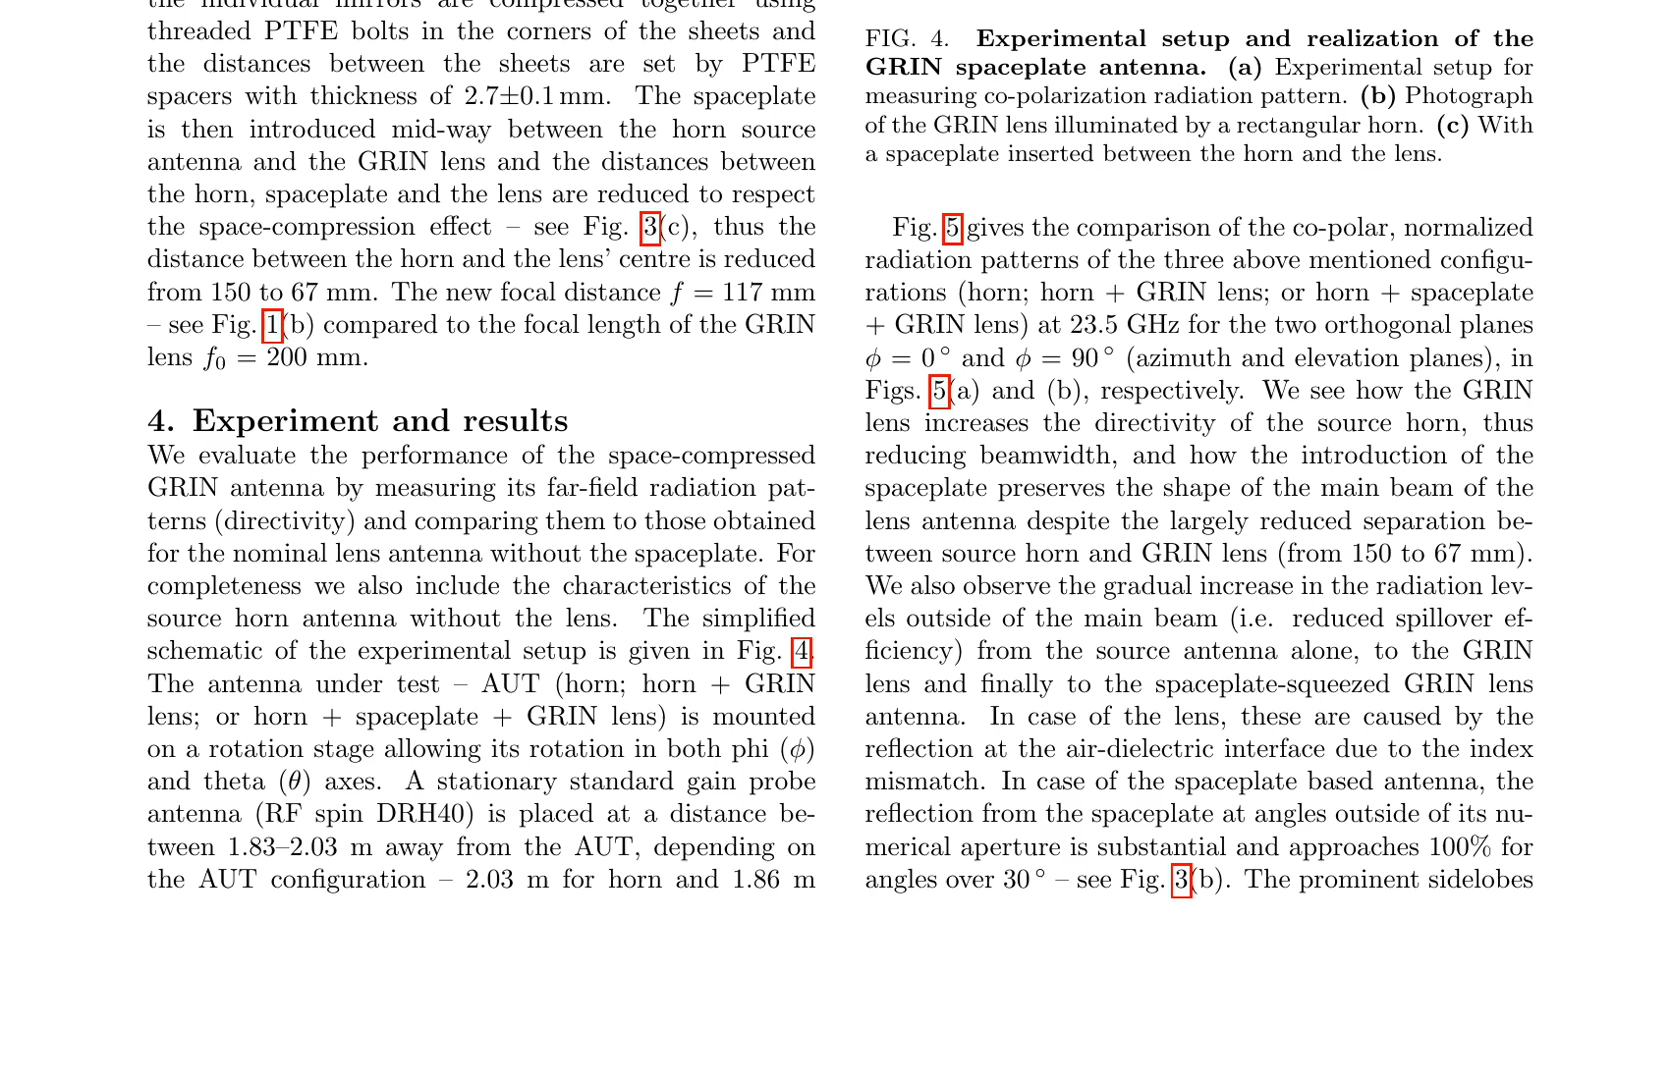 the individual mirrors are compressed together using
threaded PTFE bolts in the corners of the sheets and
the distances between the sheets are set by PTFE
spacers with thickness of 2.7±0.1 mm. The spaceplate
is then introduced mid-way between the horn source
antenna and the GRIN lens and the distances between
the horn, spaceplate and the lens are reduced to respect
the space-compression effect – see Fig. 3(c), thus the
distance between the horn and the lens’ centre is reduced
from 150 to 67 mm. The new focal distance f = 117 mm
– see Fig. 1(b) compared to the focal length of the GRIN
lens f₀ = 200 mm.
4. Experiment and results
We evaluate the performance of the space-compressed
GRIN antenna by measuring its far-field radiation pat-
terns (directivity) and comparing them to those obtained
for the nominal lens antenna without the spaceplate. For
completeness we also include the characteristics of the
source horn antenna without the lens. The simplified
schematic of the experimental setup is given in Fig. 4.
The antenna under test – AUT (horn; horn + GRIN
lens; or horn + spaceplate + GRIN lens) is mounted
on a rotation stage allowing its rotation in both phi (ϕ)
and theta (θ) axes. A stationary standard gain probe
antenna (RF spin DRH40) is placed at a distance be-
tween 1.83–2.03 m away from the AUT, depending on
the AUT configuration – 2.03 m for horn and 1.86 m
FIG. 4. Experimental setup and realization of the
GRIN spaceplate antenna. (a) Experimental setup for
measuring co-polarization radiation pattern. (b) Photograph
of the GRIN lens illuminated by a rectangular horn. (c) With
a spaceplate inserted between the horn and the lens.
Fig. 5 gives the comparison of the co-polar, normalized
radiation patterns of the three above mentioned configu-
rations (horn; horn + GRIN lens; or horn + spaceplate
+ GRIN lens) at 23.5 GHz for the two orthogonal planes
ϕ = 0° and ϕ = 90° (azimuth and elevation planes), in
Figs. 5(a) and (b), respectively. We see how the GRIN
lens increases the directivity of the source horn, thus
reducing beamwidth, and how the introduction of the
spaceplate preserves the shape of the main beam of the
lens antenna despite the largely reduced separation be-
tween source horn and GRIN lens (from 150 to 67 mm).
We also observe the gradual increase in the radiation lev-
els outside of the main beam (i.e. reduced spillover ef-
ficiency) from the source antenna alone, to the GRIN
lens and finally to the spaceplate-squeezed GRIN lens
antenna. In case of the lens, these are caused by the
reflection at the air-dielectric interface due to the index
mismatch. In case of the spaceplate based antenna, the
reflection from the spaceplate at angles outside of its nu-
merical aperture is substantial and approaches 100% for
angles over 30° – see Fig. 3(b). The prominent sidelobes